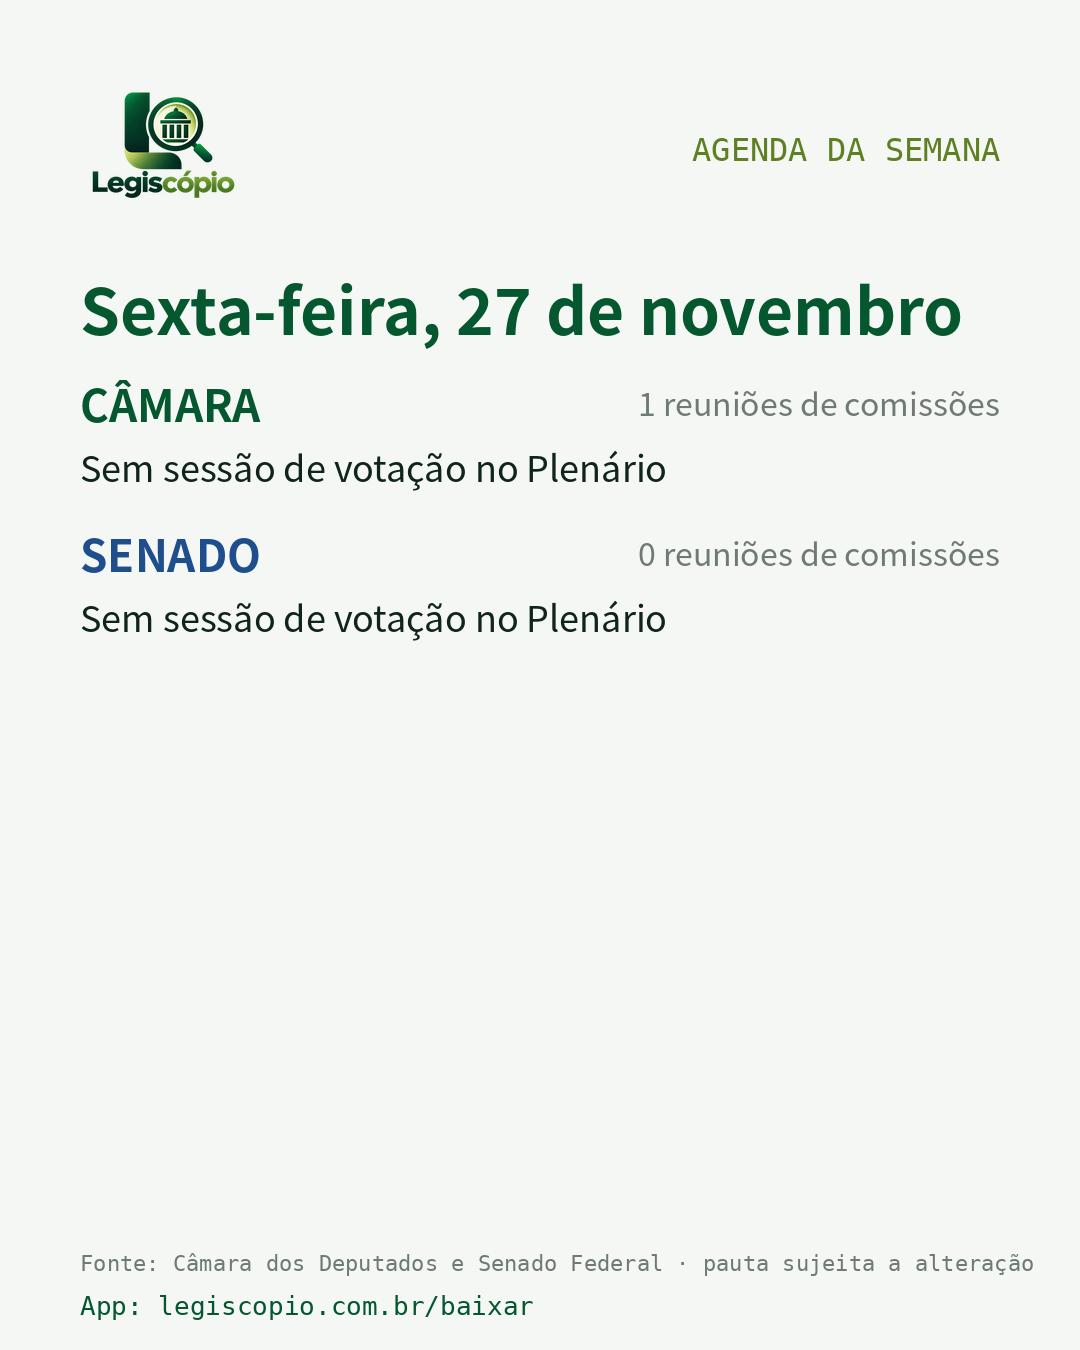 Legiscópio
AGENDA DA SEMANA
Sexta-feira, 27 de novembro
CÂMARA
1 reuniões de comissões
Sem sessão de votação no Plenário
SENADO
0 reuniões de comissões
Sem sessão de votação no Plenário
Fonte: Câmara dos Deputados e Senado Federal · pauta sujeita a alteração
App: legiscopio.com.br/baixar